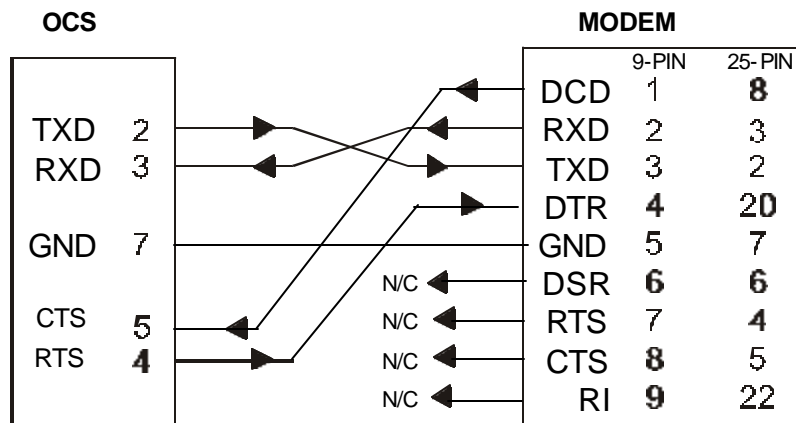 OCS MODEM
9-PIN 25-PIN
DCD 1 8
TXD 2 RXD 2 3
RXD 3 TXD 3 2
DTR 4 20
GND 7 GND 5 7
N/C DSR 6 6
CTS 5 N/C RTS 7 4
RTS 4 N/C CTS 8 5
N/C RI 9 22